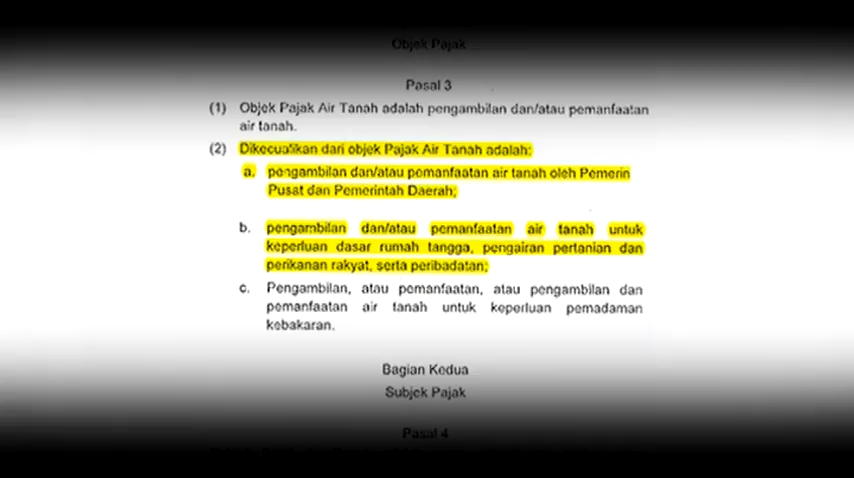 Objek Pajak
Pasal 3
(1) Objek Pajak Air Tanah adalah pengambilan dan/atau pemanfaatan
air tanah.
(2) Dikecualikan dari objek Pajak Air Tanah adalah:
a. pengambilan dan/atau pemanfaatan air tanah oleh Pemerin
Pusat dan Pemerintah Daerah;
b. pengambilan dan/atau pemanfaatan air tanah untuk
keperluan dasar rumah tangga, pengairan pertanian dan
perikanan rakyat, serta peribadatan;
c. Pengambilan, atau pemanfaatan, atau pengambilan dan
pemanfaatan air tanah untuk keperluan pemadaman
kebakaran.
Bagian Kedua
Subjek Pajak
Pasal 4